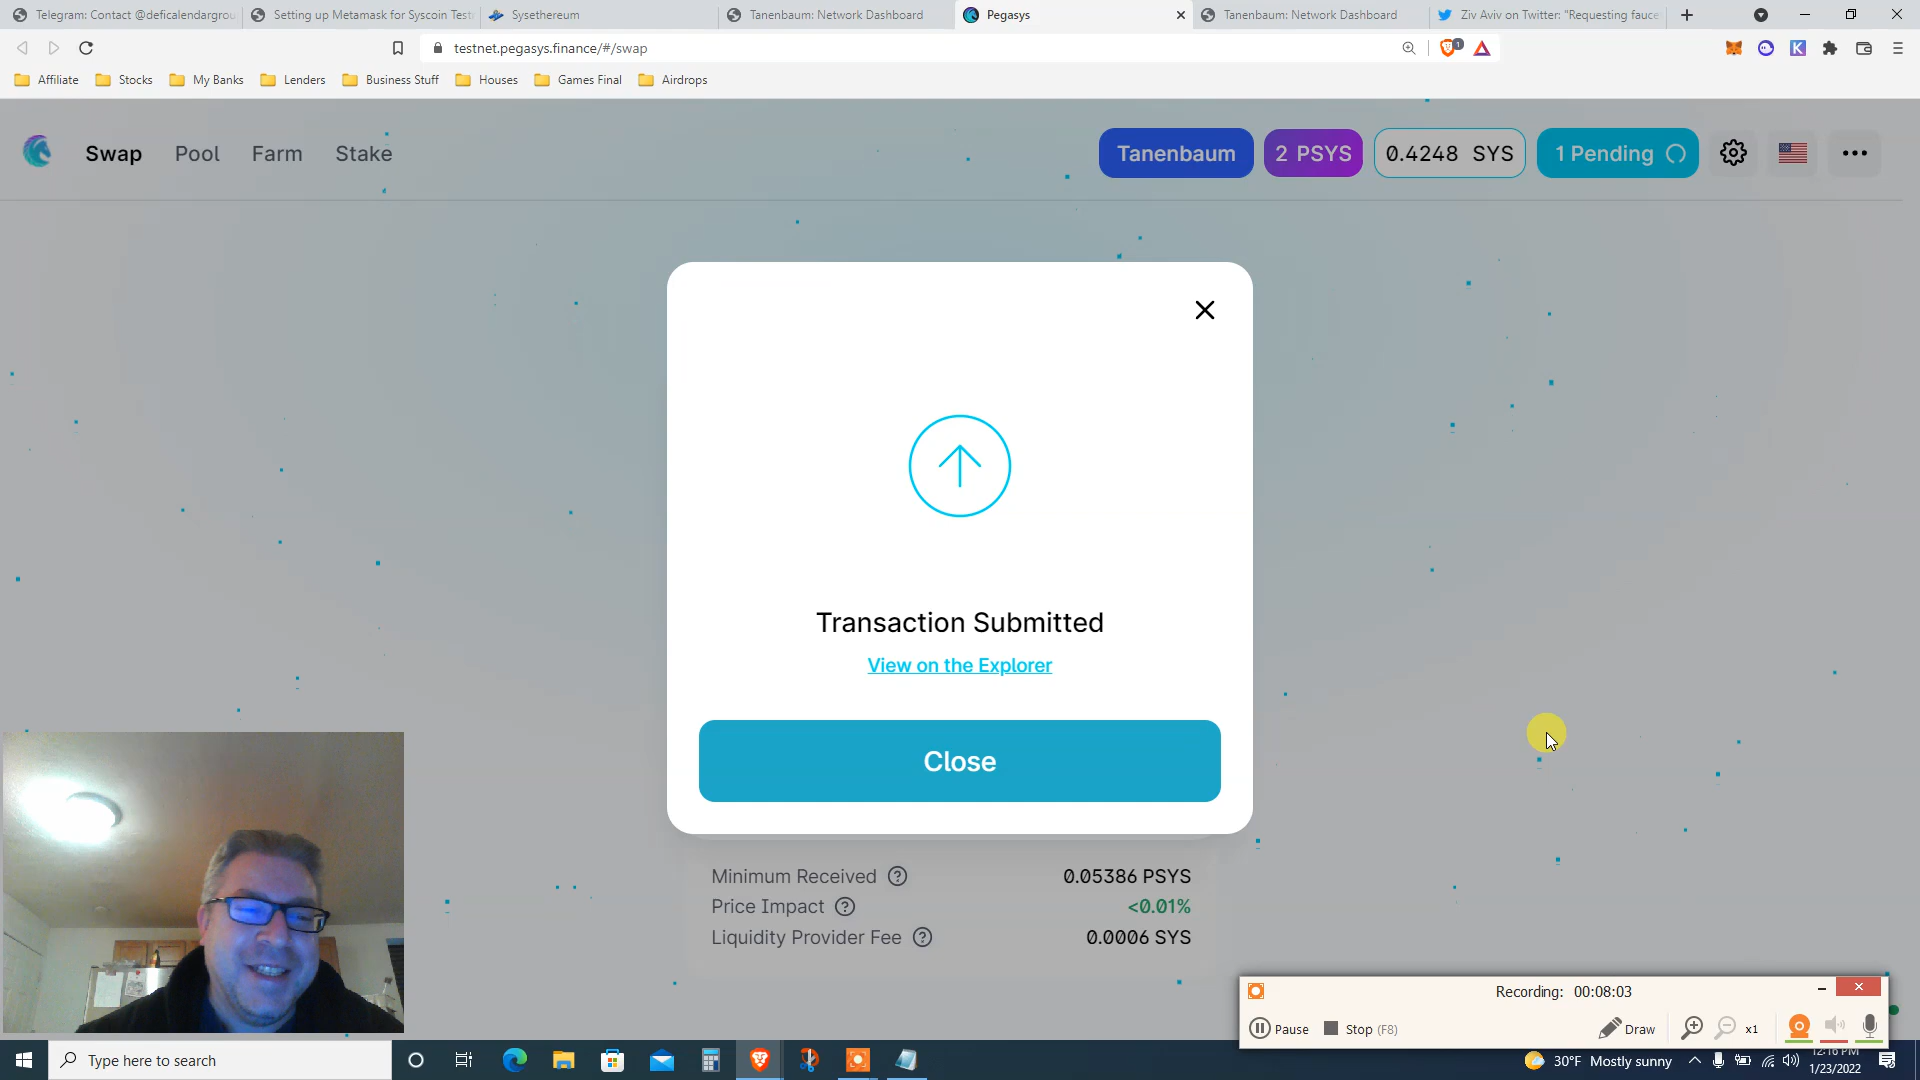 Telegram: Contact @deficalendargrou
Setting up Metamask for Syscoin Test
Sysethereum
Tanenbaum: Network Dashboard
Pegasys
Tanenbaum: Network Dashboard
Ziv Aviv on Twitter: "Requesting fauce
testnet.pegasys.finance/#/swap
1
Affiliate
Stocks
My Banks
Lenders
Business Stuff
Houses
Games Final
Airdrops
Swap
Pool
Farm
Stake
Tanenbaum
2 PSYS
0.4248 SYS
1 Pending
Transaction Submitted
View on the Explorer
Close
Minimum Received
0.05386 PSYS
Price Impact
<0.01%
Liquidity Provider Fee
0.0006 SYS
Recording: 00:08:03
Pause
Stop (F8)
Draw
x1
Type here to search
30°F Mostly sunny
12:16 PM
1/23/2022